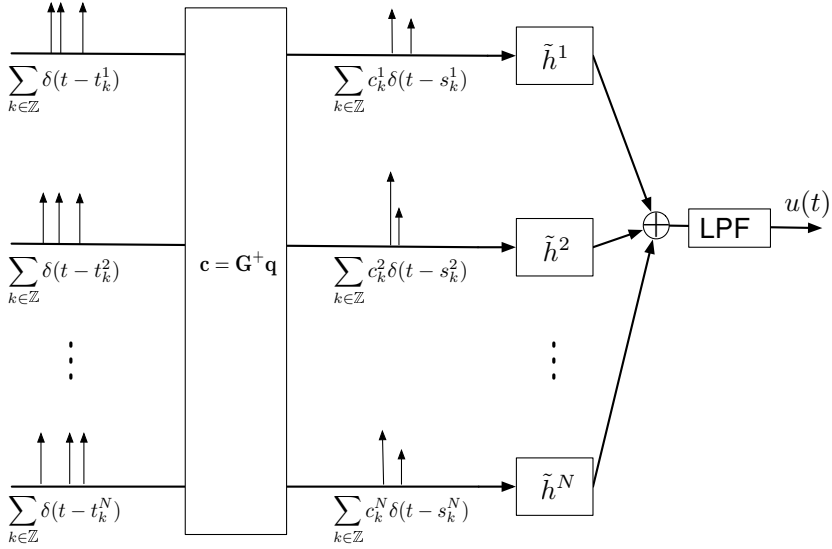 ∑_{k∈ℤ} δ(t − t_k^1)
∑_{k∈ℤ} c_k^1 δ(t − s_k^1)
h̃^1
∑_{k∈ℤ} δ(t − t_k^2)
c = G^+ q
∑_{k∈ℤ} c_k^2 δ(t − s_k^2)
h̃^2
LPF
u(t)
∑_{k∈ℤ} δ(t − t_k^N)
∑_{k∈ℤ} c_k^N δ(t − s_k^N)
h̃^N